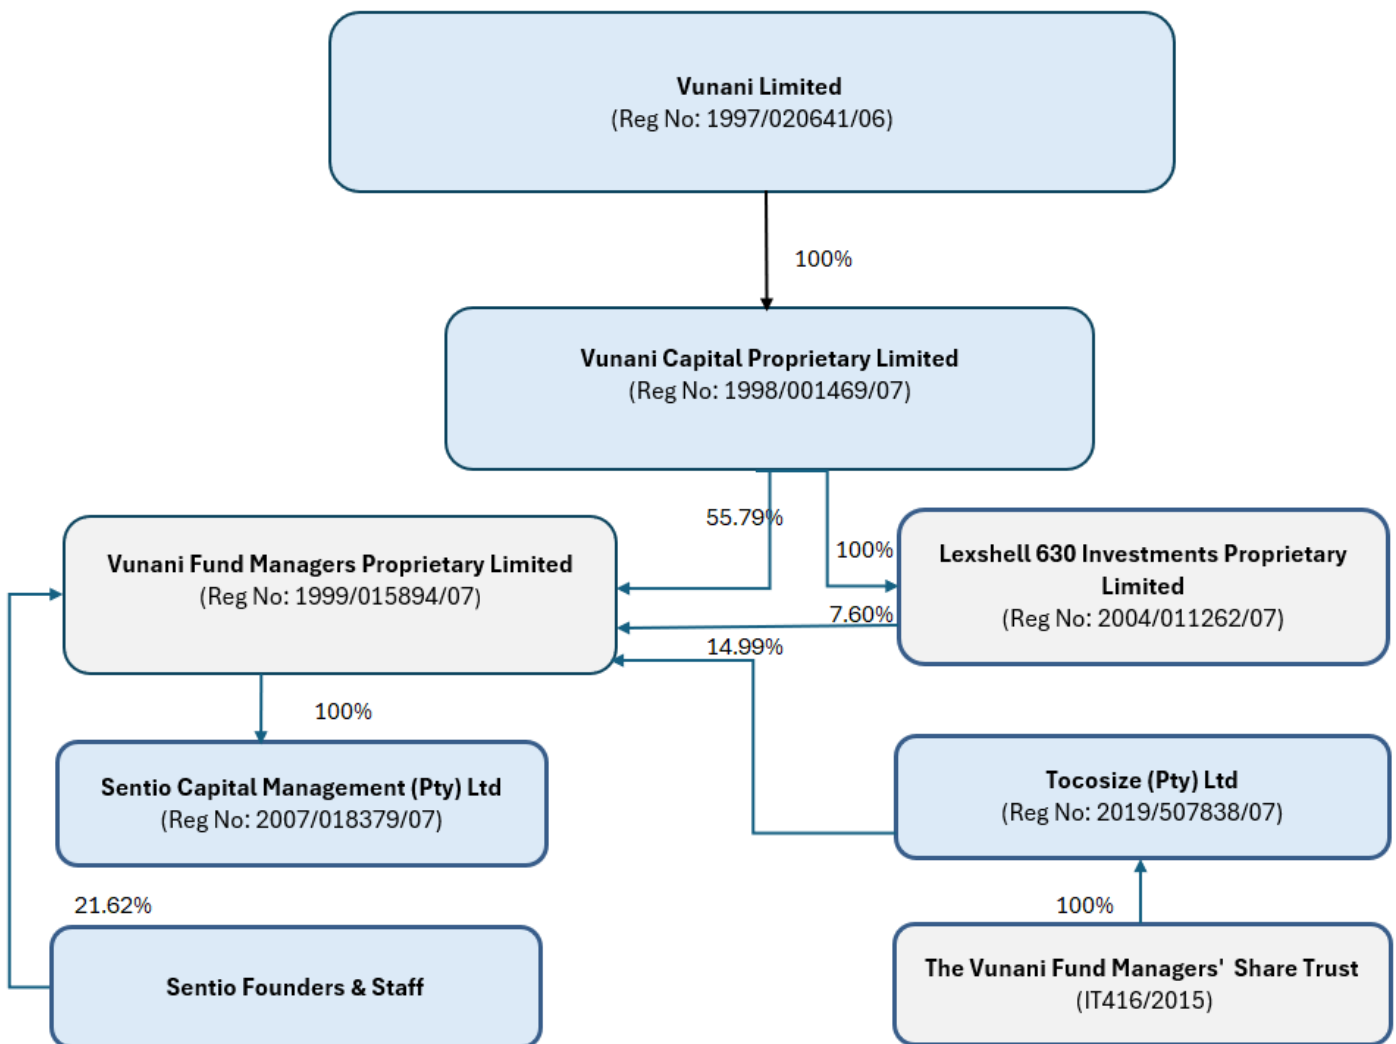 Vunani Limited
(Reg No: 1997/020641/06)
100%
Vunani Capital Proprietary Limited
(Reg No: 1998/001469/07)
55.79%
100%
Vunani Fund Managers Proprietary Limited
(Reg No: 1999/015894/07)
Lexshell 630 Investments Proprietary
Limited
(Reg No: 2004/011262/07)
7.60%
14.99%
100%
Sentio Capital Management (Pty) Ltd
(Reg No: 2007/018379/07)
Tocosize (Pty) Ltd
(Reg No: 2019/507838/07)
21.62%
100%
Sentio Founders & Staff
The Vunani Fund Managers' Share Trust
(IT416/2015)